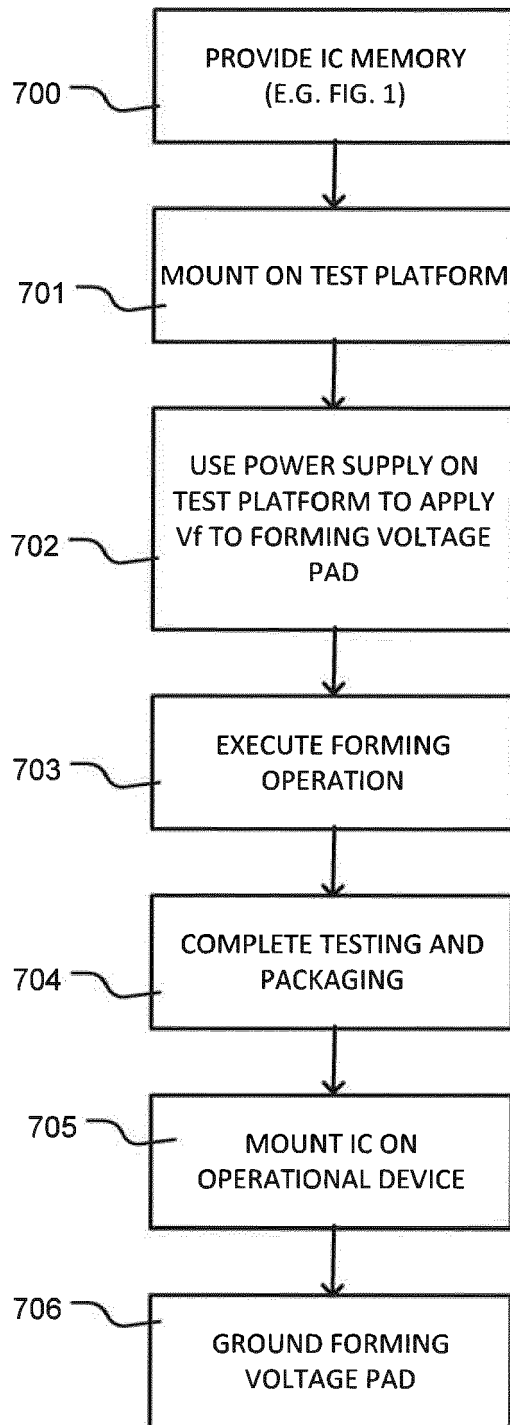 700
PROVIDE IC MEMORY
(E.G. FIG. 1)
701
MOUNT ON TEST PLATFORM
702
USE POWER SUPPLY ON
TEST PLATFORM TO APPLY
Vf TO FORMING VOLTAGE
PAD
703
EXECUTE FORMING
OPERATION
704
COMPLETE TESTING AND
PACKAGING
705
MOUNT IC ON
OPERATIONAL DEVICE
706
GROUND FORMING
VOLTAGE PAD